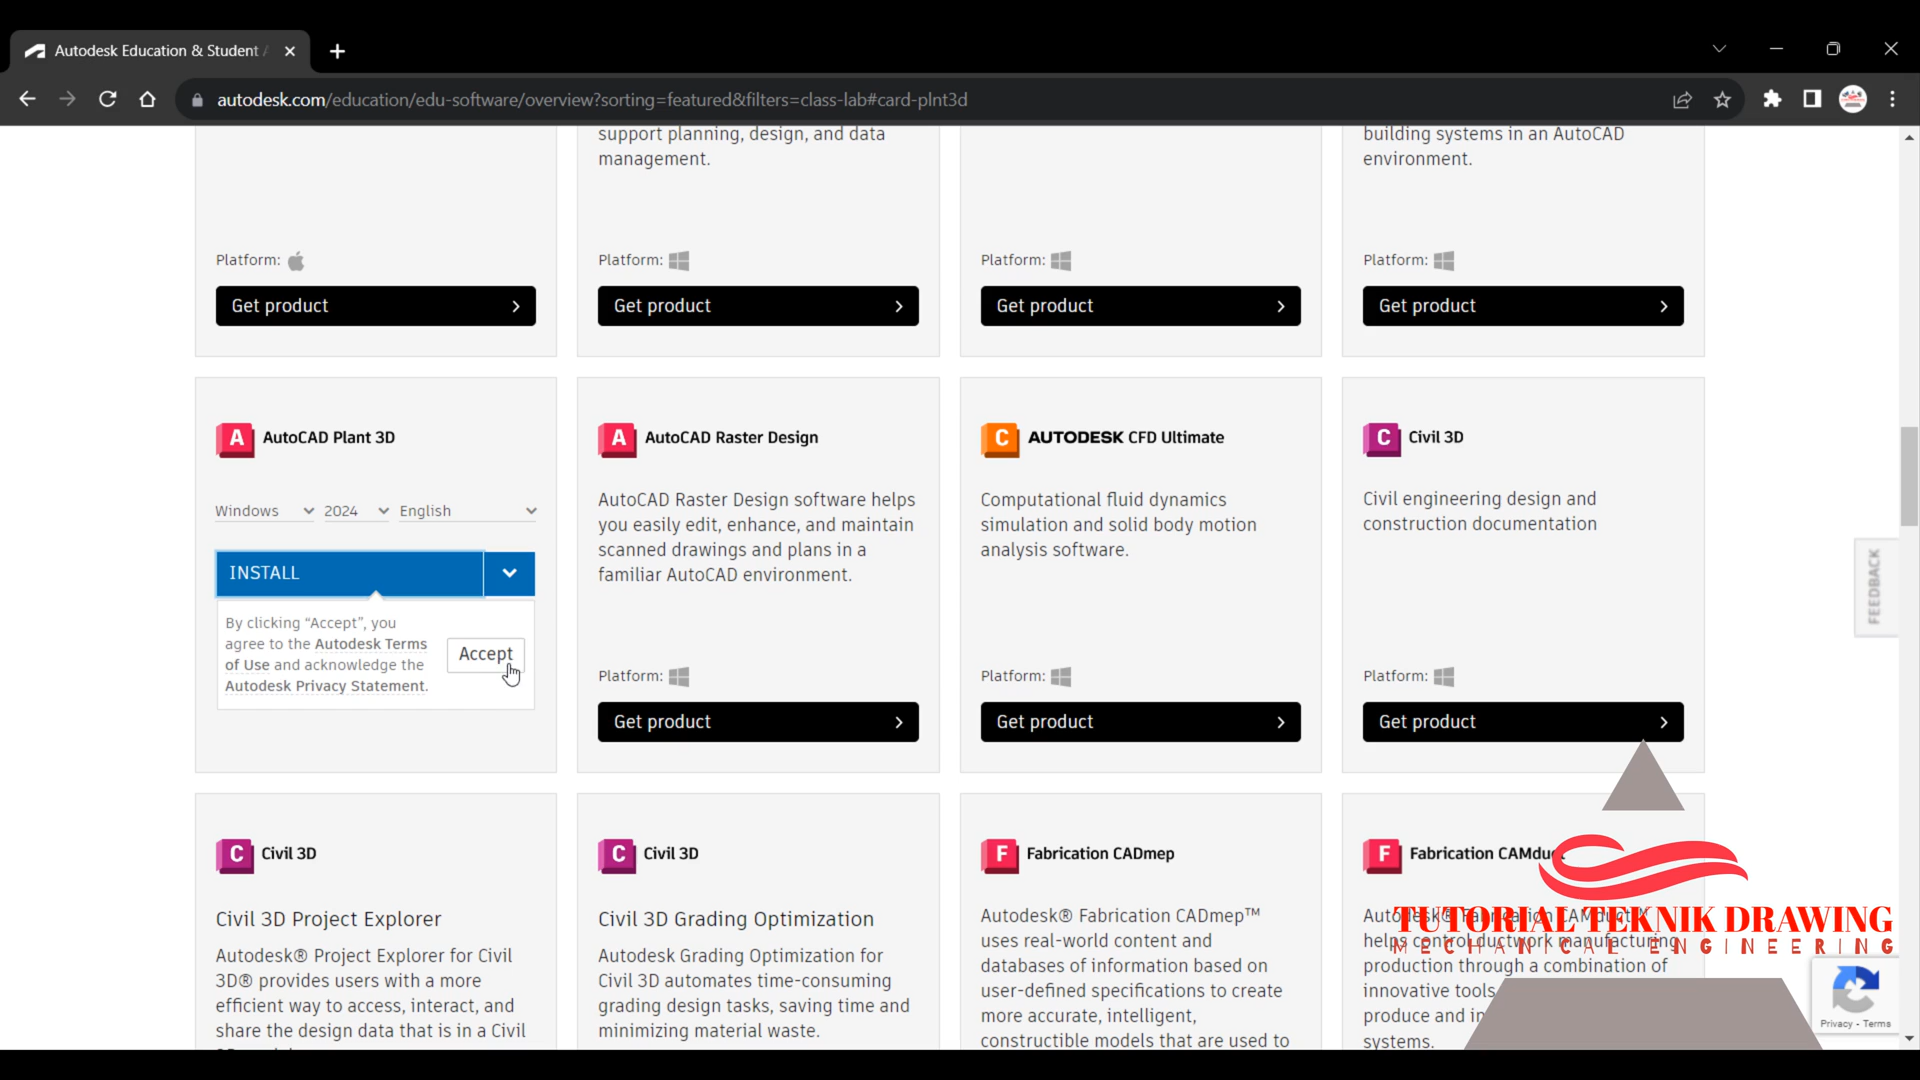 Autodesk Education & Student
autodesk.com/education/edu-software/overview?sorting=featured&filters=class-lab#card-plnt3d
support planning, design, and data
management.
building systems in an AutoCAD
environment.
Platform:
Platform:
Platform:
Platform:
Get product
Get product
Get product
Get product
A AutoCAD Plant 3D
Windows 2024 English
INSTALL
By clicking “Accept”, you
agree to the Autodesk Terms
of Use and acknowledge the
Autodesk Privacy Statement.
Accept
A AutoCAD Raster Design
AutoCAD Raster Design software helps
you easily edit, enhance, and maintain
scanned drawings and plans in a
familiar AutoCAD environment.
Platform:
Get product
C AUTODESK CFD Ultimate
Computational fluid dynamics
simulation and solid body motion
analysis software.
Platform:
Get product
C Civil 3D
Civil engineering design and
construction documentation
Platform:
Get product
FEEDBACK
C Civil 3D
Civil 3D Project Explorer
Autodesk® Project Explorer for Civil
3D® provides users with a more
efficient way to access, interact, and
share the design data that is in a Civil
C Civil 3D
Civil 3D Grading Optimization
Autodesk Grading Optimization for
Civil 3D automates time-consuming
grading design tasks, saving time and
minimizing material waste.
F Fabrication CADmep
Autodesk® Fabrication CADmep™
uses real-world content and
databases of information based on
user-defined specifications to create
more accurate, intelligent,
constructible models that are used to
F Fabrication CAMduct
Autodesk® Fabrication CAMduct™
helps control ductwork manufacturing
production through a combination of
innovative tools
produce and in
systems.
TUTORIAL TEKNIK DRAWING
MECHANICAL ENGINEERING
Privacy - Terms